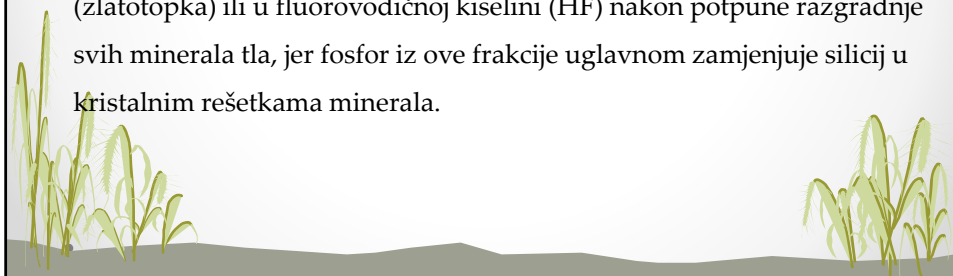 (zlatotopka) ili u fluorovodičnoj kiselini (HF) nakon potpune razgradnje
svih minerala tla, jer fosfor iz ove frakcije uglavnom zamjenjuje silicij u
kristalnim rešetkama minerala.